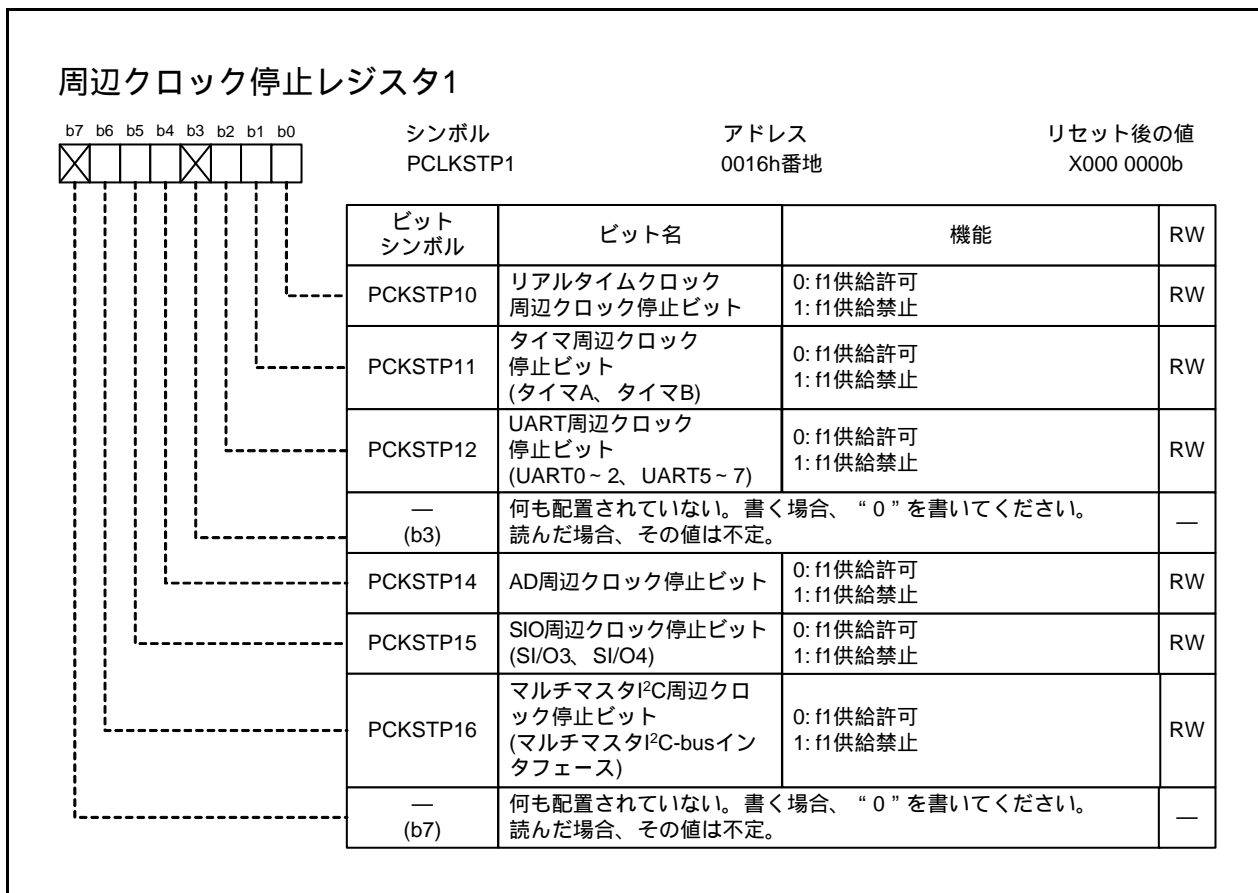 周辺クロック停止レジスタ1
b7 b6 b5 b4 b3 b2 b1 b0
シンボル アドレス リセット後の値
PCLKSTP1 0016h番地 X000 0000b
ビット
シンボル ビット名 機能 RW
PCKSTP10 リアルタイムクロック
周辺クロック停止ビット 0: f1供給許可
1: f1供給禁止 RW
PCKSTP11 タイマ周辺クロック
停止ビット
(タイマA、タイマB) 0: f1供給許可
1: f1供給禁止 RW
PCKSTP12 UART周辺クロック
停止ビット
(UART0~2、UART5~7) 0: f1供給許可
1: f1供給禁止 RW
—
(b3) 何も配置されていない。書く場合、“0”を書いてください。
読んだ場合、その値は不定。 —
PCKSTP14 AD周辺クロック停止ビット 0: f1供給許可
1: f1供給禁止 RW
PCKSTP15 SIO周辺クロック停止ビット
(SI/O3、SI/O4) 0: f1供給許可
1: f1供給禁止 RW
PCKSTP16 マルチマスタI²C周辺クロ
ック停止ビット
(マルチマスタI²C-busイン
タフェース) 0: f1供給許可
1: f1供給禁止 RW
—
(b7) 何も配置されていない。書く場合、“0”を書いてください。
読んだ場合、その値は不定。 —